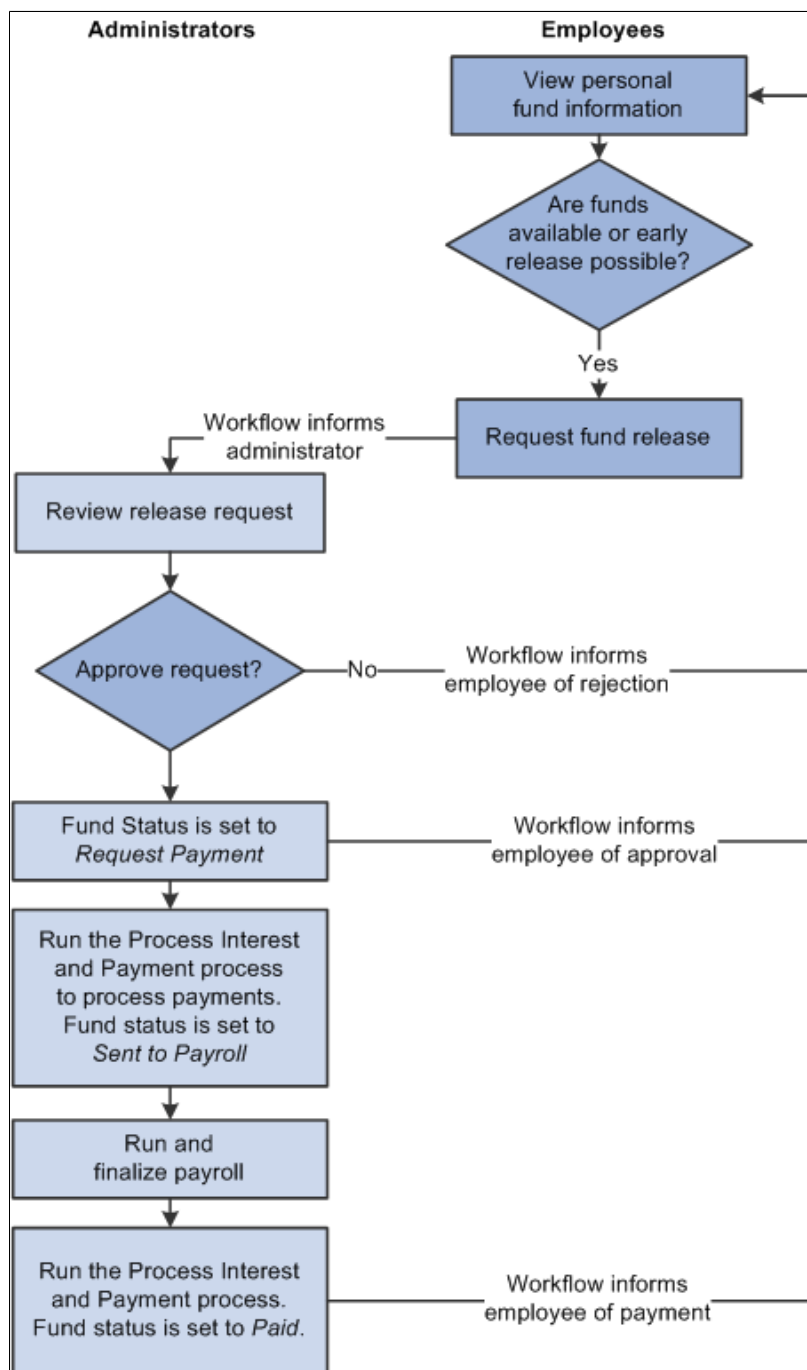 Administrators
Employees
View personal
fund information
Are funds
available or early
release possible?
Yes
Request fund release
Workflow informs
administrator
Review release request
Approve request?
No
Workflow informs
employee of rejection
Fund Status is set to
Request Payment
Workflow informs
employee of approval
Run the Process Interest
and Payment process
to process payments.
Fund status is set to
Sent to Payroll
Run and
finalize payroll
Run the Process Interest
and Payment process.
Fund status is set to Paid.
Workflow informs
employee of payment